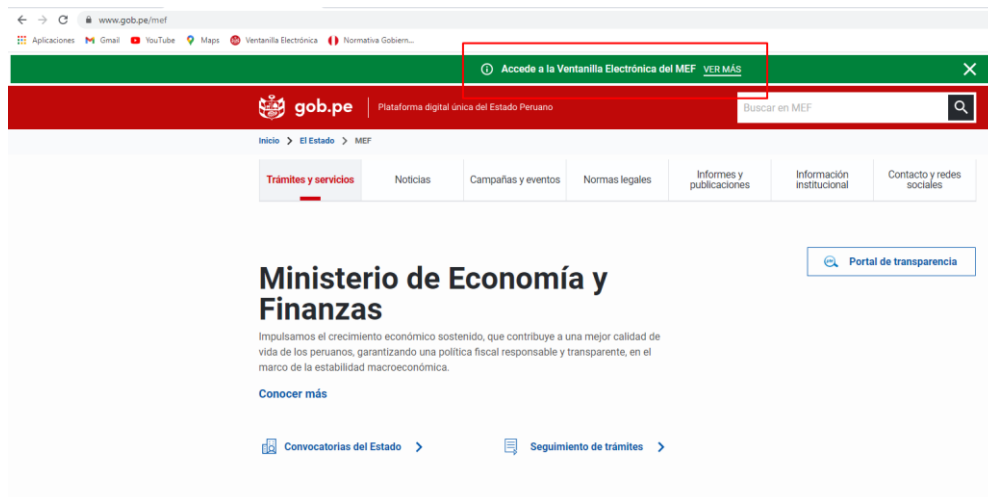 www.gob.pe/mef
Aplicaciones Gmail YouTube Maps Ventanilla Electrónica Normativa Gobiern...
Accede a la Ventanilla Electrónica del MEF VER MÁS
gob.pe Plataforma digital única del Estado Peruano Buscar en MEF
Inicio > El Estado > MEF
Trámites y servicios Noticias Campañas y eventos Normas legales Informes y publicaciones Información institucional Contacto y redes sociales
Portal de transparencia
Ministerio de Economía y
Finanzas
Impulsamos el crecimiento económico sostenido, que contribuye a una mejor calidad de
vida de los peruanos, garantizando una política fiscal responsable y transparente, en el
marco de la estabilidad macroeconómica.
Conocer más
Convocatorias del Estado > Seguimiento de trámites >